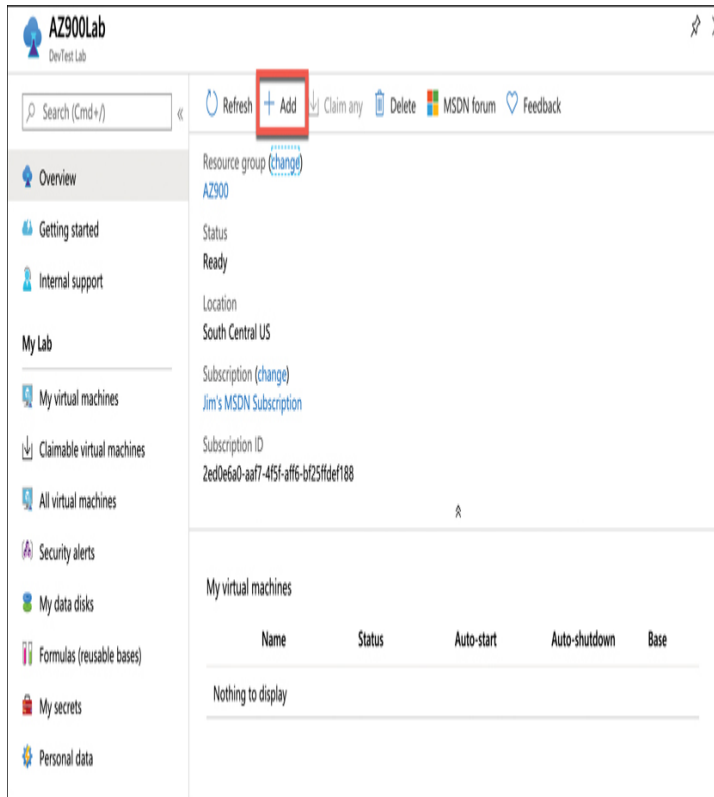 AZ900Lab
DevTest Lab
Search (Cmd+/)
«
Refresh + Add Claim any Delete MSDN forum Feedback
Overview
Getting started
Internal support
My Lab
My virtual machines
Claimable virtual machines
All virtual machines
Security alerts
My data disks
Formulas (reusable bases)
My secrets
Personal data
Resource group (change)
AZ900
Status
Ready
Location
South Central US
Subscription (change)
Jim's MSDN Subscription
Subscription ID
2ed0e6a0-aaf7-4f5f-aff6-bf25ffdef188
My virtual machines
Name Status Auto-start Auto-shutdown Base
Nothing to display